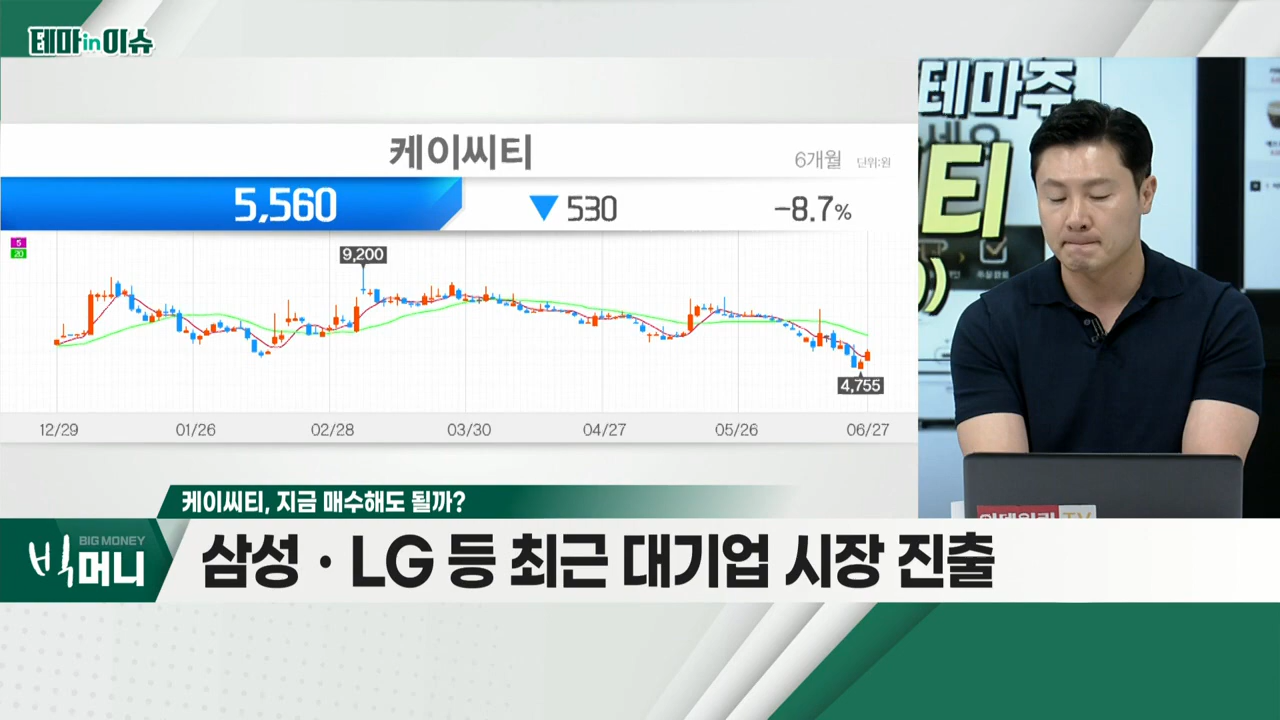 테마in이슈
케이씨티
6개월 단위:원
5,560 ▼530 -8.7%
5
20
9,200
4,755
12/29 01/26 02/28 03/30 04/27 05/26 06/27
테마주
티
케이씨티, 지금 매수해도 될까?
BIG MONEY
빅머니
삼성·LG 등 최근 대기업 시장 진출